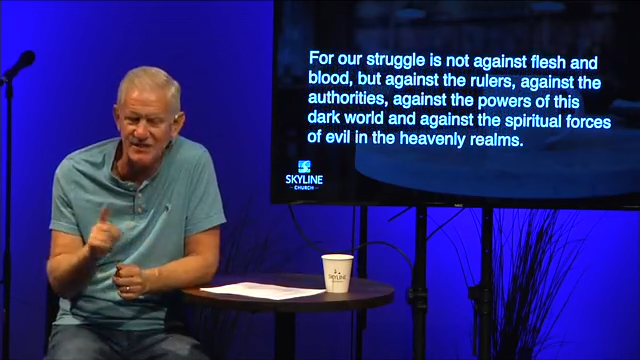 For our struggle is not against flesh and
blood, but against the rulers, against the
authorities, against the powers of this
dark world and against the spiritual forces
of evil in the heavenly realms.
SKYLINE
CHURCH
SKYLINE